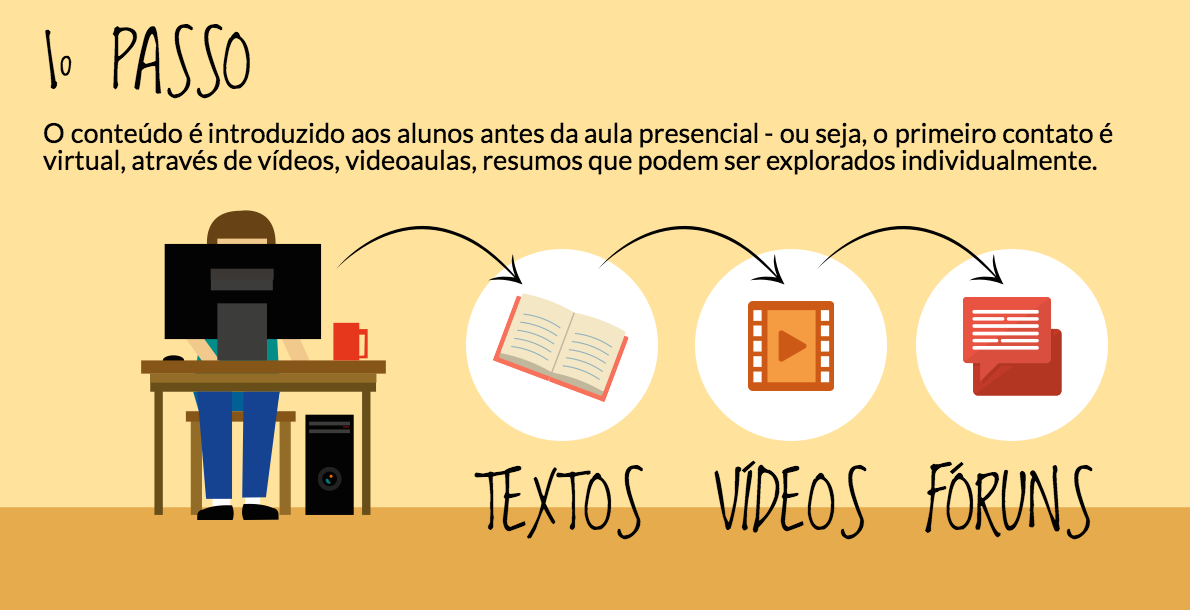 1o PASSO
O conteúdo é introduzido aos alunos antes da aula presencial - ou seja, o primeiro contato é
virtual, através de vídeos, videoaulas, resumos que podem ser explorados individualmente.
TEXTOS VÍDEOS FÓRUNS